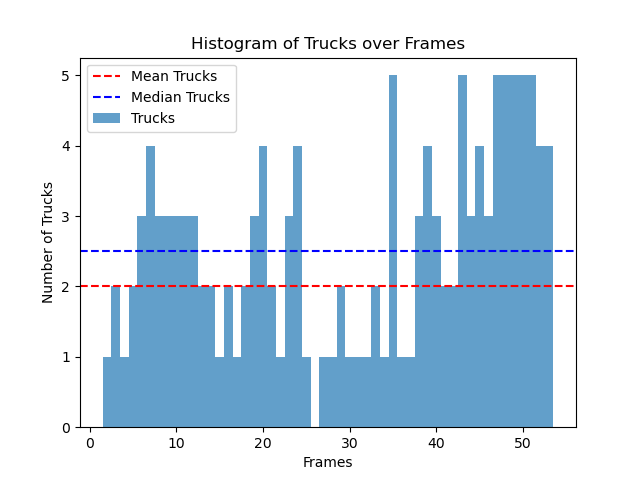 Histogram of Trucks over Frames
Mean Trucks
Median Trucks
Trucks
Number of Trucks
5
4
3
2
1
0
0 10 20 30 40 50
Frames